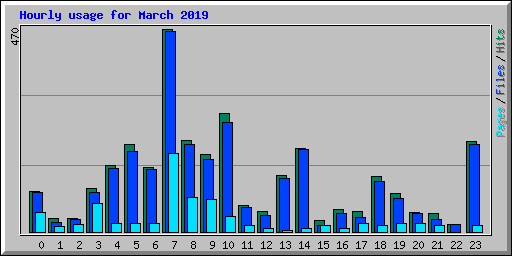 Hourly usage for March 2019
470
Pages/Files/Hits
0 1 2 3 4 5 6 7 8 9 10 11 12 13 14 15 16 17 18 19 20 21 22 23